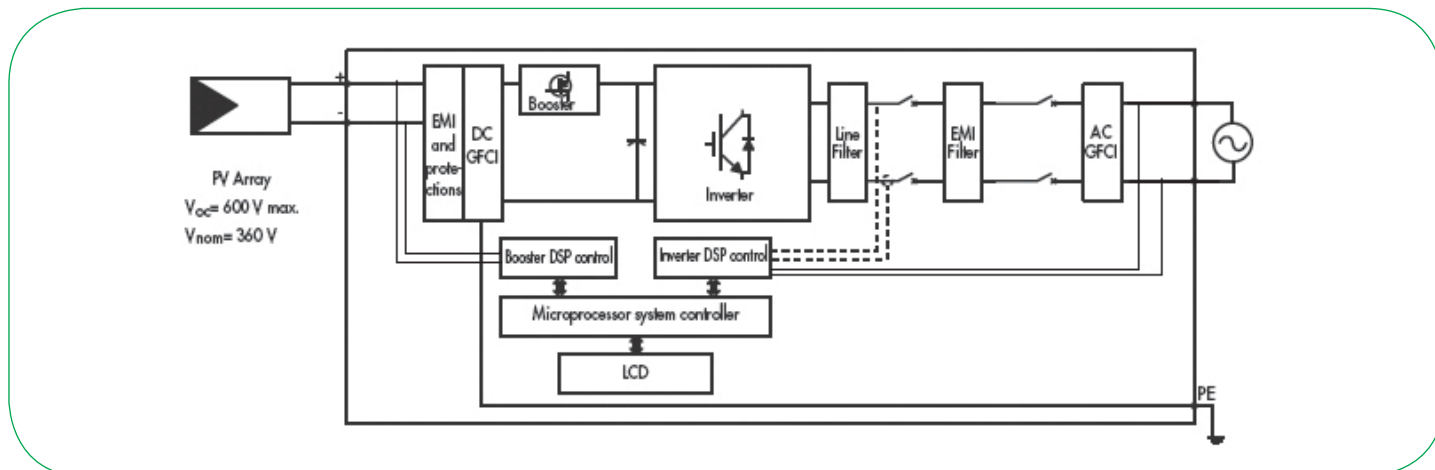 +
-
PV Array
Voc= 600 V max.
Vnom= 360 V
EMI
and
prote-
ctions
DC
GFCI
Booster
Inverter
Line
Filter
EMI
Filter
AC
GFCI
Booster DSP control
Inverter DSP control
Microprocessor system controller
LCD
PE